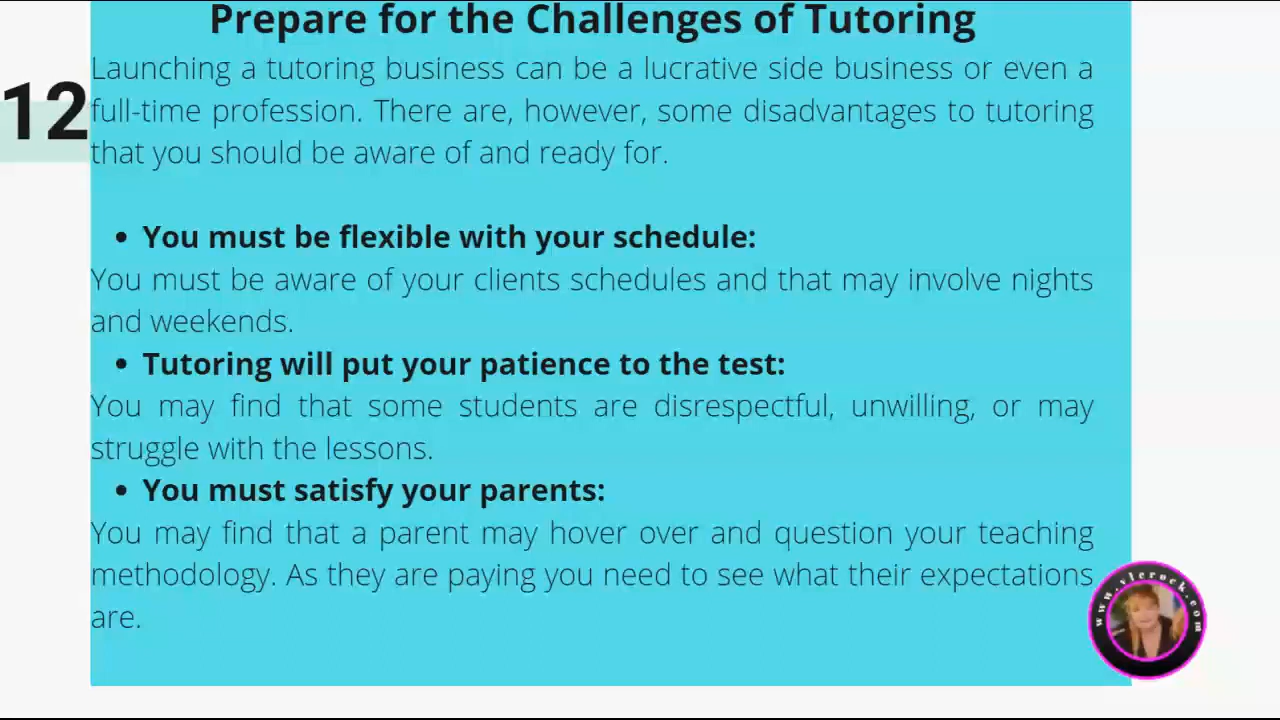 Prepare for the Challenges of Tutoring
Launching a tutoring business can be a lucrative side business or even a
12
full-time profession. There are, however, some disadvantages to tutoring
that you should be aware of and ready for.
• You must be flexible with your schedule:
You must be aware of your clients schedules and that may involve nights
and weekends.
• Tutoring will put your patience to the test:
You may find that some students are disrespectful, unwilling, or may
struggle with the lessons.
• You must satisfy your parents:
You may find that a parent may hover over and question your teaching
methodology. As they are paying you need to see what their expectations
are.
www.vlcrock.com